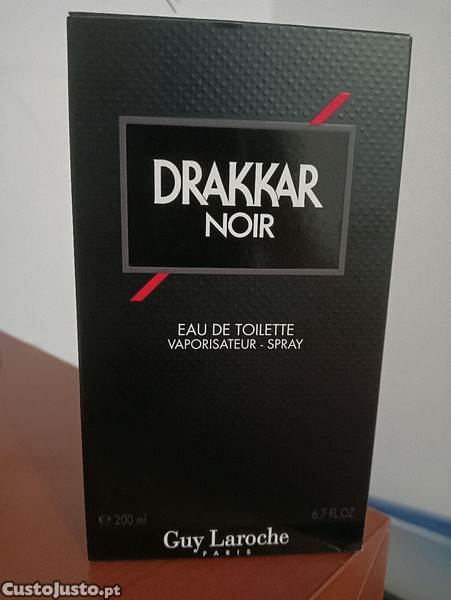 DRAKKAR
NOIR
EAU DE TOILETTE
VAPORISATEUR - SPRAY
℮ 200 ml 6.7 FL.OZ.
Guy Laroche
PARIS
CustoJusto.pt